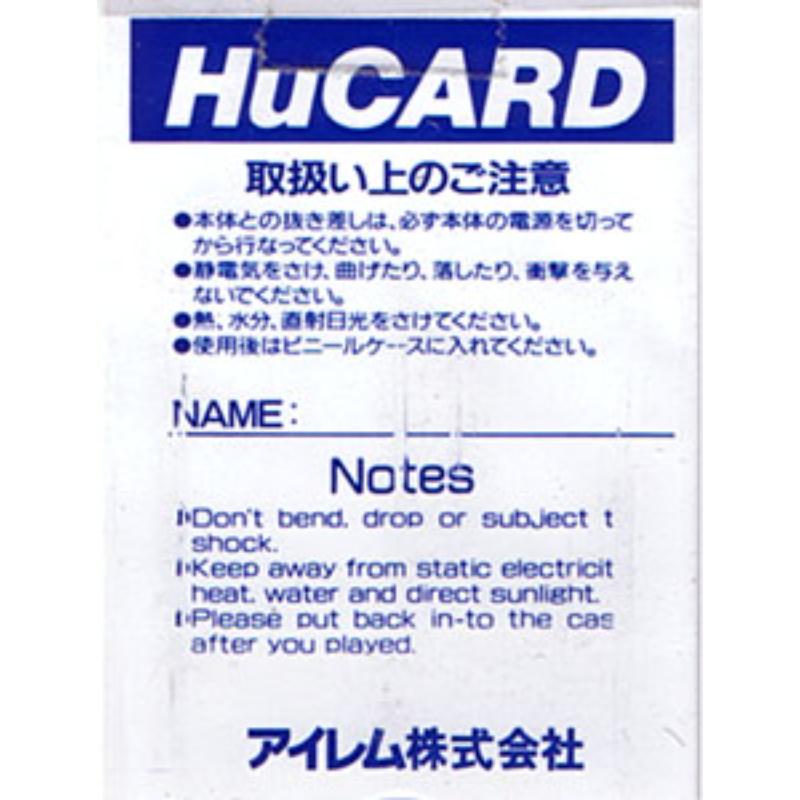 HuCARD
取扱い上のご注意
●本体との抜き差しは、必ず本体の電源を切って
から行なってください。
●静電気をさけ、曲げたり、落したり、衝撃を与え
ないでください。
●熱、水分、直射日光をさけてください。
●使用後はビニールケースに入れてください。
NAME:
Notes
Don't bend, drop or subject t
shock.
Keep away from static electricit
heat, water and direct sunlight.
Please put back in-to the cas
after you played.
アイレム株式会社